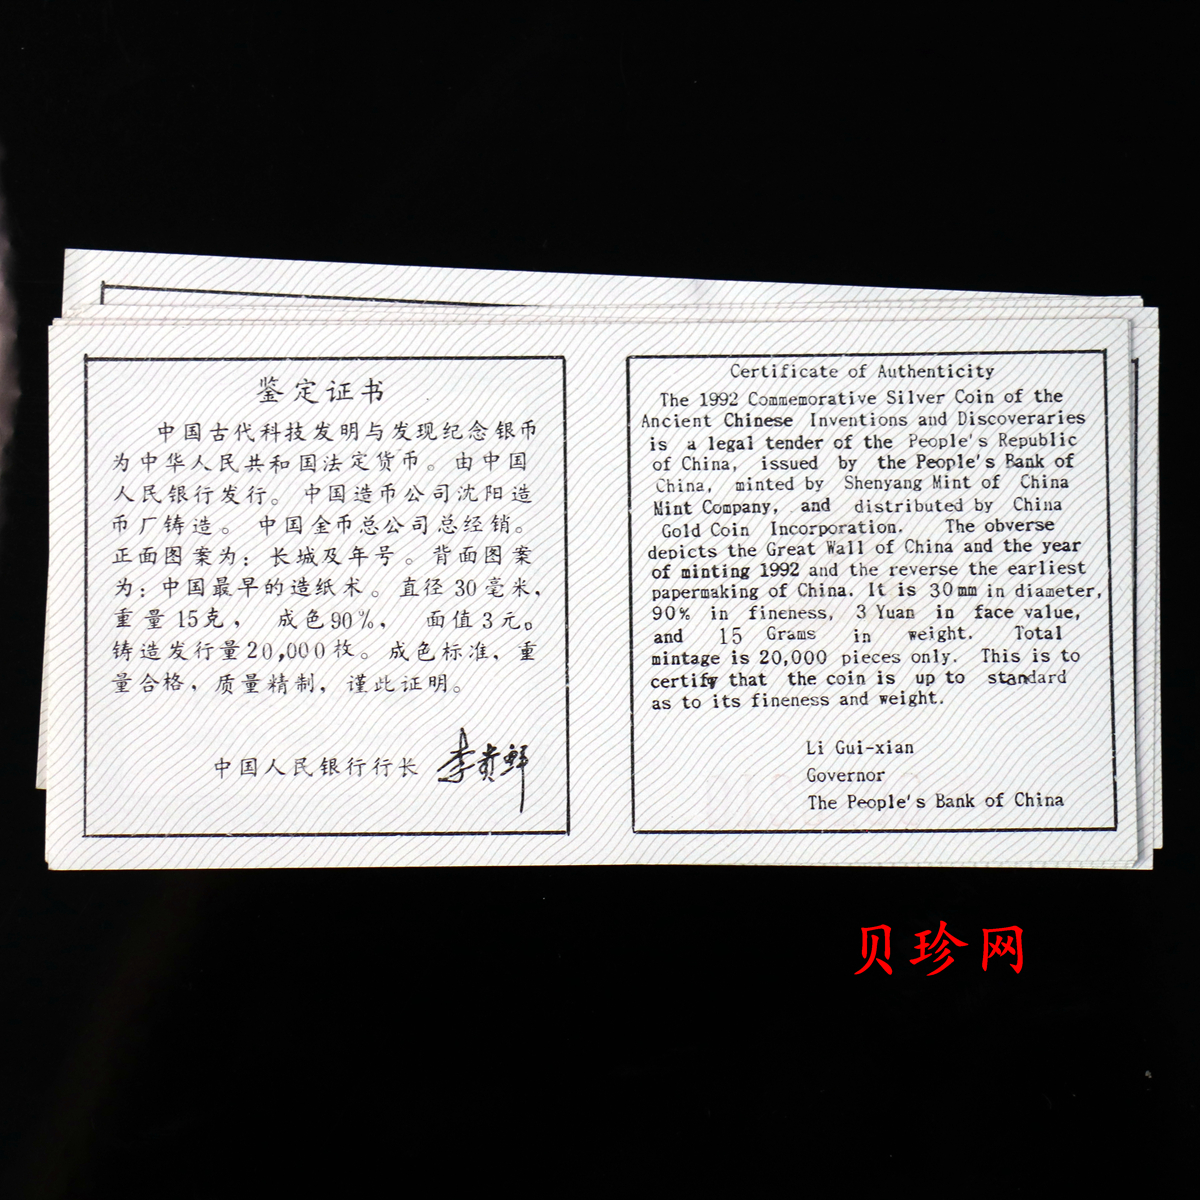 鉴定证书
中国古代科技发明与发现纪念银币
为中华人民共和国法定货币。由中国
人民银行发行。中国造币公司沈阳造
币厂铸造。中国金币总公司总经销。
正面图案为：长城及年号。背面图案
为：中国最早的造纸术。直径30毫米，
重量15克，成色90%，面值3元。
铸造发行量20,000枚。成色标准，重
量合格，质量精制，谨此证明。
中国人民银行行长 李贵鲜
Certificate of Authenticity
The 1992 Commemorative Silver Coin of the
Ancient Chinese Inventions and Discoveraries
is a legal tender of the People's Republic
of China, issued by the People's Bank of
China, minted by Shenyang Mint of China
Mint Company, and distributed by China
Gold Coin Incorporation. The obverse
depicts the Great Wall of China and the year
of minting 1992 and the reverse the earliest
papermaking of China. It is 30mm in diameter,
90% in fineness, 3 Yuan in face value,
and 15 Grams in weight. Total
mintage is 20,000 pieces only. This is to
certify that the coin is up to standard
as to its fineness and weight.
Li Gui-xian
Governor
The People's Bank of China
贝珍网